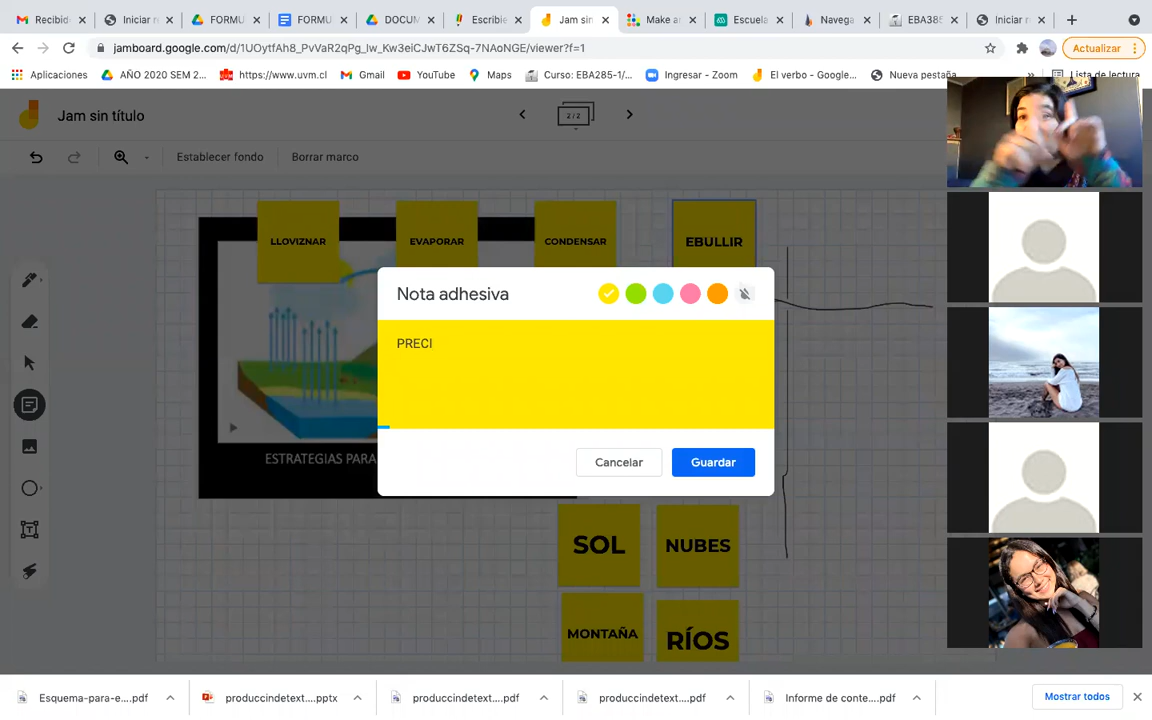 Recibid
Iniciar r
FORMU
FORMU
DOCUM
Escribie
Jam sin
Make ar
Escuela
Navega
EBA385
Iniciar r
jamboard.google.com/d/1UOytfAh8_PvVaR2qPg_lw_Kw3eiCJwT6ZSq-7NAoNGE/viewer?f=1
Actualizar
Aplicaciones
AÑO 2020 SEM 2...
https://www.uvm.cl
Gmail
YouTube
Maps
Curso: EBA285-1/...
Ingresar - Zoom
El verbo - Google...
Nueva pestaña
»
Lista de lectura
Jam sin título
2/2
Establecer fondo
Borrar marco
LLOVIZNAR
EVAPORAR
CONDENSAR
EBULLIR
Nota adhesiva
PRECI
ESTRATEGIAS PARA
Cancelar
Guardar
SOL
NUBES
MONTAÑA
RÍOS
Esquema-para-e....pdf
produccindetext....pptx
produccindetext....pdf
produccindetext....pdf
Informe de conte....pdf
Mostrar todos